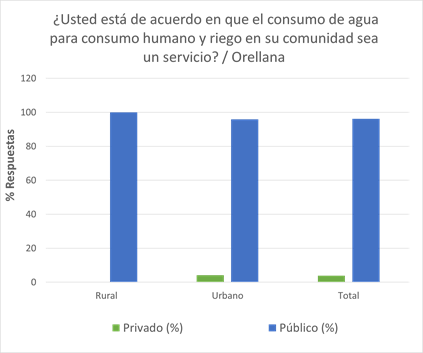 ¿Usted está de acuerdo en que el consumo de agua
para consumo humano y riego en su comunidad sea
un servicio? / Orellana
% Respuestas
120
100
80
60
40
20
0
Rural
Urbano
Total
Privado (%)
Público (%)